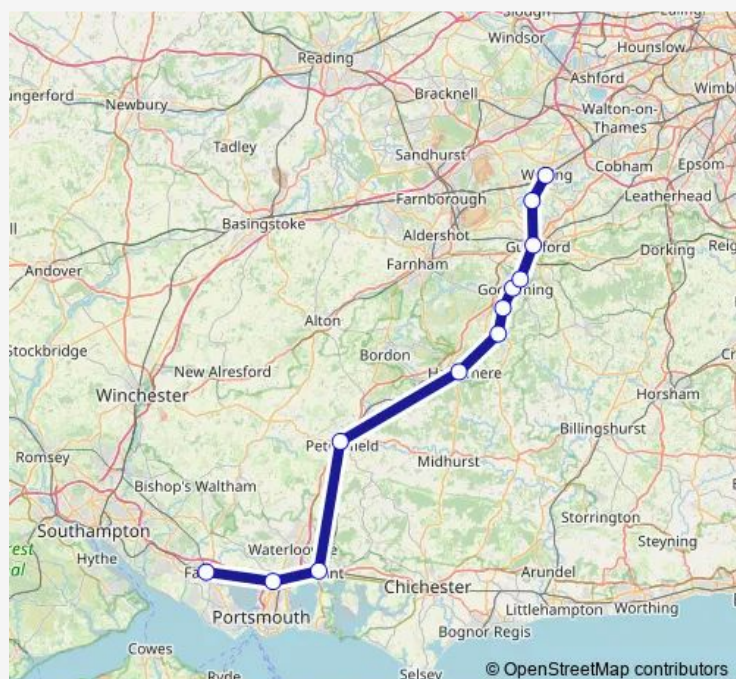 Slough
Windsor
Hounslow
Reading
Ashford
Bracknell
Newbury
Walton-on-
Thames
Tadley
Sandhurst
Cobham
Epsom
Farnborough
Leatherhead
Basingstoke
Aldershot
Dorking
Farnham
Andover
Alton
Stockbridge
Bordon
New Alresford
Winchester
Horsham
Billingshurst
Romsey
Midhurst
Bishop's Waltham
Storrington
Southampton
Steyning
Hythe
Chichester
Arundel
Littlehampton
Worthing
Portsmouth
Bognor Regis
Cowes
Ryde
Selsey
© OpenStreetMap contributors